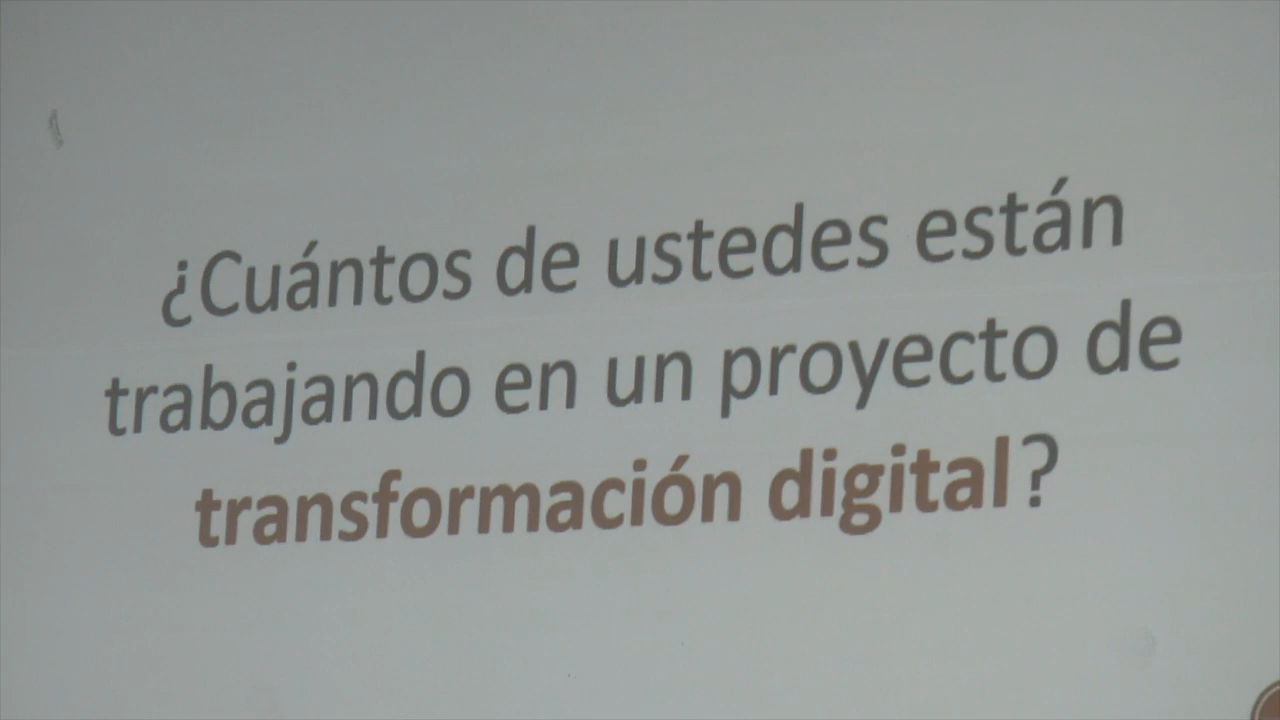 ¿Cuántos de ustedes están
trabajando en un proyecto de
transformación digital?